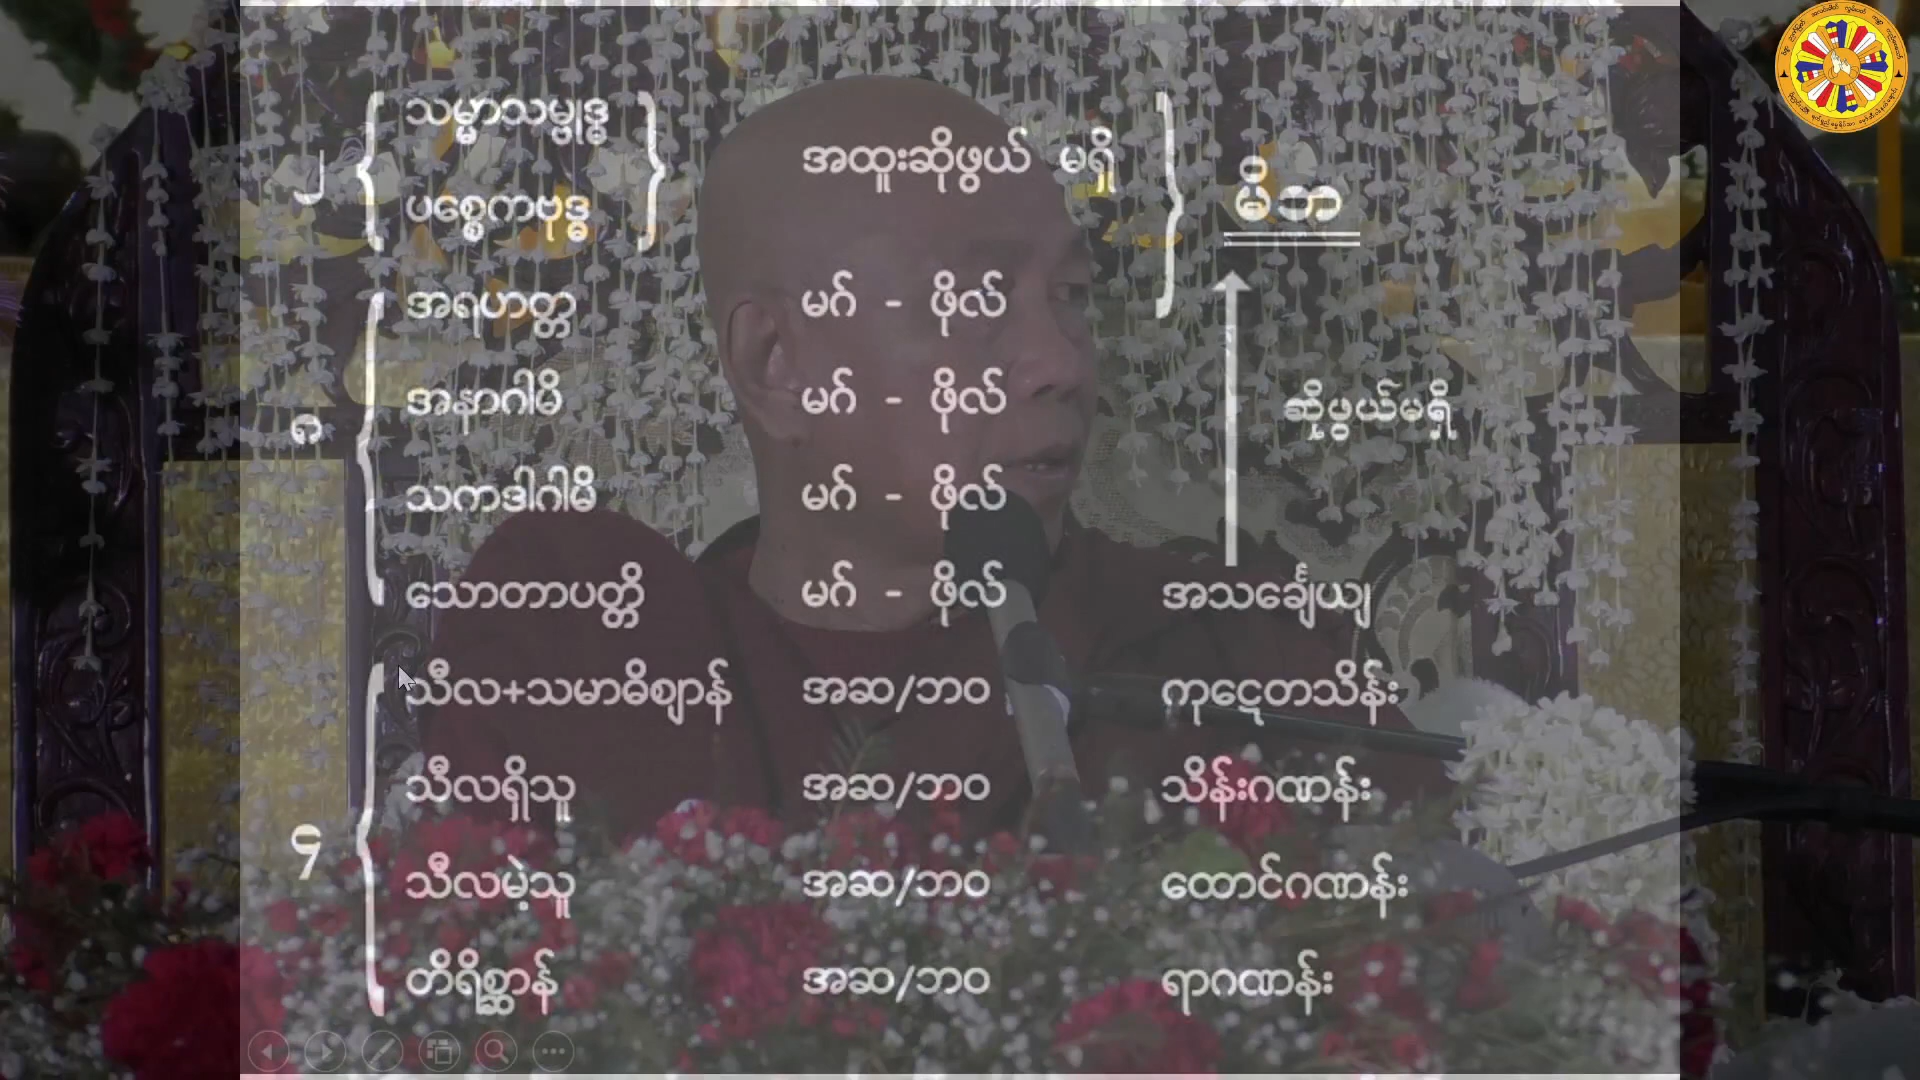 သမ္မာသမ္ဗုဒ္ဓ
၂ အထူးဆိုဖွယ် မရှိ မိဘ
ပစ္စေကဗုဒ္ဓ
အရဟတ္တ မဂ် - ဖိုလ်
အနာဂါမိ မဂ် - ဖိုလ် ဆိုဖွယ်မရှိ
၈
သကဒါဂါမိ မဂ် - ဖိုလ်
သောတာပတ္တိ မဂ် - ဖိုလ် အသင်္ချေယျ
သီလ+သမာဓိဈာန် အဆ/ဘဝ ကုဋေတသိန်း
သီလရှိသူ အဆ/ဘဝ သိန်းဂဏန်း
၄
သီလမဲ့သူ အဆ/ဘဝ ထောင်ဂဏန်း
တိရိစ္ဆာန် အဆ/ဘဝ ရာဂဏန်း